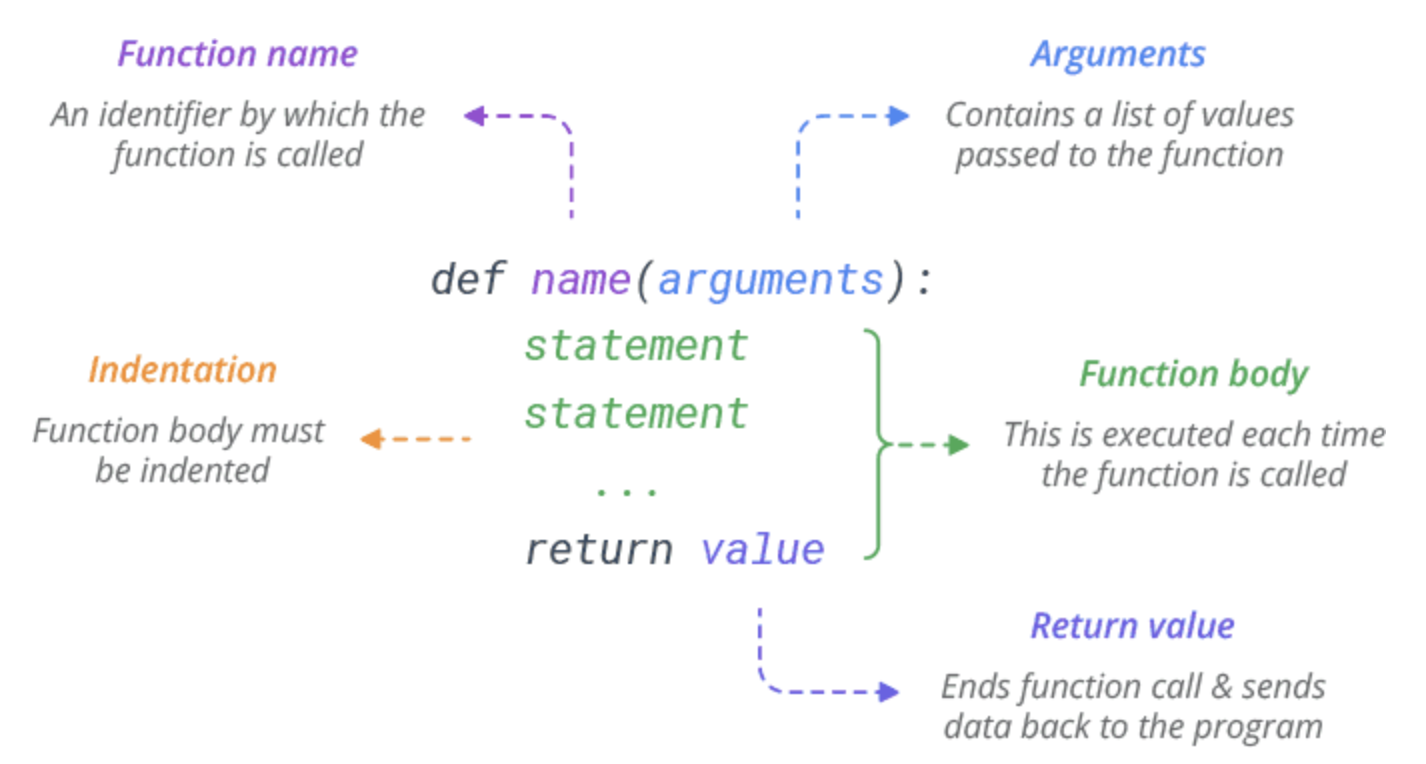 Function name
An identifier by which the
function is called
Arguments
Contains a list of values
passed to the function
def name(arguments):
statement
statement
...
return value
Indentation
Function body must
be indented
Function body
This is executed each time
the function is called
Return value
Ends function call & sends
data back to the program